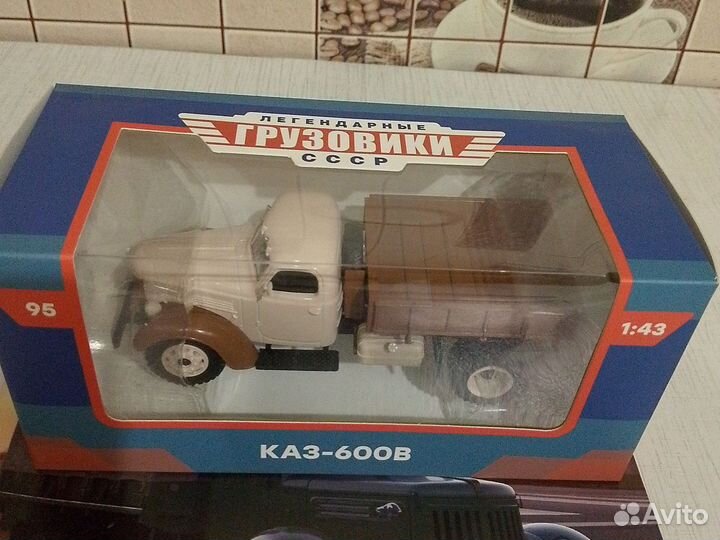 ЛЕГЕНДАРНЫЕ
ГРУЗОВИКИ
СССР
95
1:43
КАЗ-600В
Avito